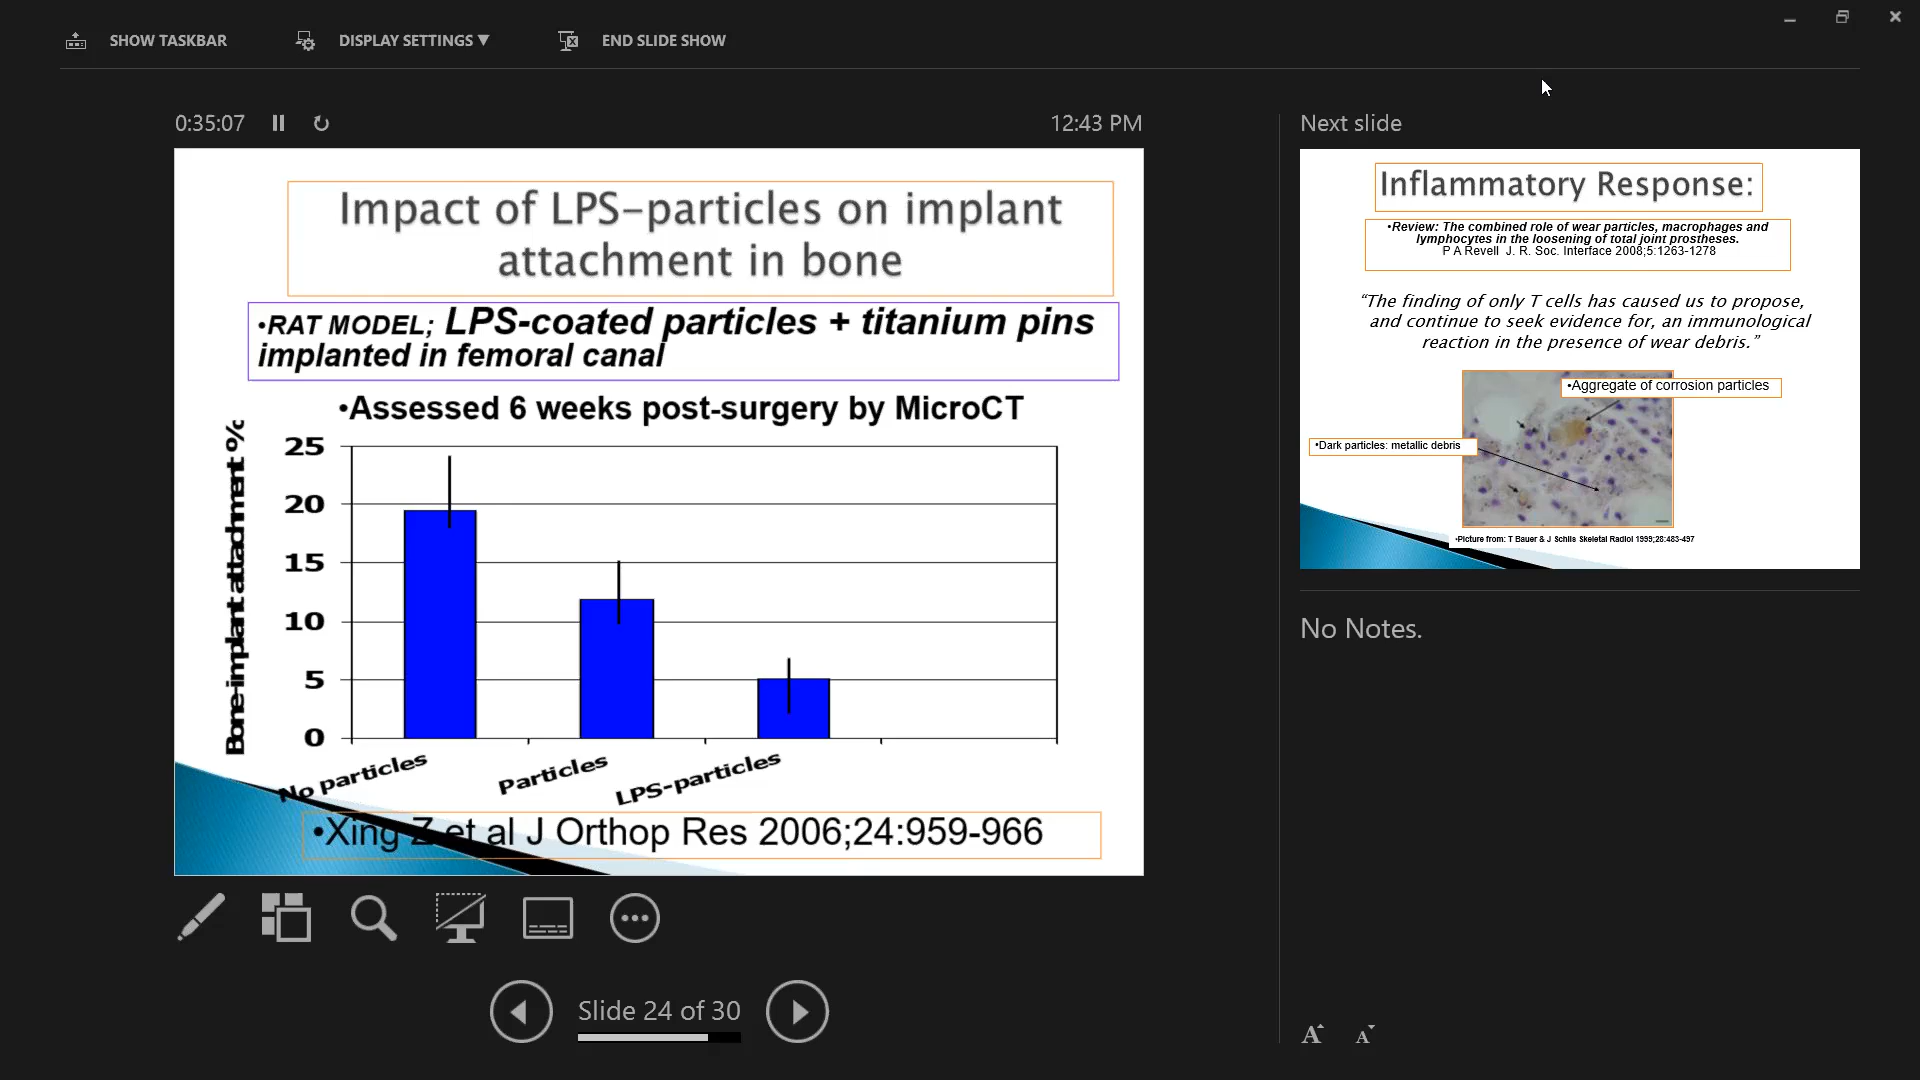 SHOW TASKBAR
DISPLAY SETTINGS ▼
END SLIDE SHOW
0:35:07
12:43 PM
Impact of LPS-particles on implant
attachment in bone
•RAT MODEL; LPS-coated particles + titanium pins
implanted in femoral canal
•Assessed 6 weeks post-surgery by MicroCT
Bone-implant attachment %
25
20
15
10
5
0
No particles
Particles
LPS-particles
•Xing Z et al J Orthop Res 2006;24:959-966
Slide 24 of 30
Next slide
Inflammatory Response:
•Review: The combined role of wear particles, macrophages and
lymphocytes in the loosening of total joint prostheses.
P A Revell J. R. Soc. Interface 2008;5:1263-1278
“The finding of only T cells has caused us to propose,
and continue to seek evidence for, an immunological
reaction in the presence of wear debris.”
•Aggregate of corrosion particles
•Dark particles: metallic debris
•Picture from: T Bauer & J Schils Skeletal Radiol 1999;28:483-497
No Notes.
A
A